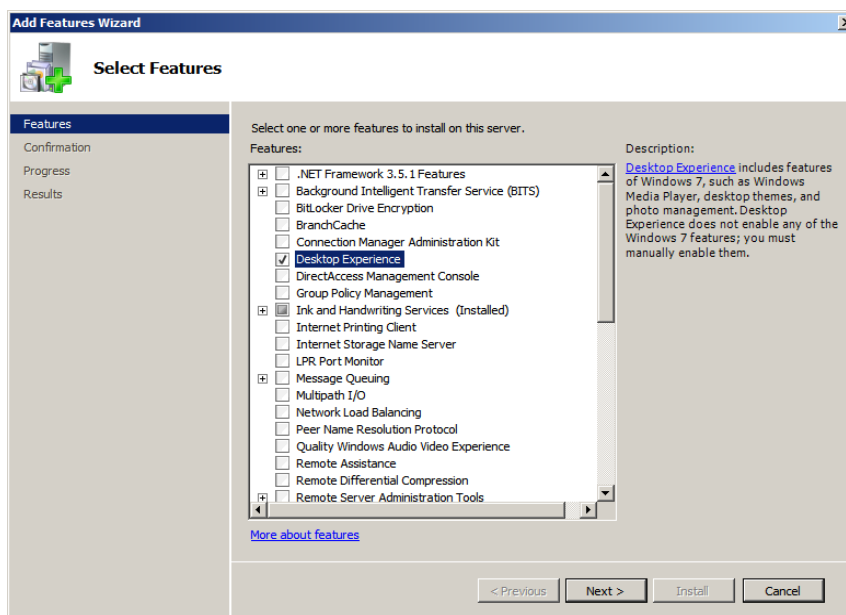 Add Features Wizard
Select Features
Features
Confirmation
Progress
Results
Select one or more features to install on this server.
Features:
.NET Framework 3.5.1 Features
Background Intelligent Transfer Service (BITS)
BitLocker Drive Encryption
BranchCache
Connection Manager Administration Kit
Desktop Experience
DirectAccess Management Console
Group Policy Management
Ink and Handwriting Services (Installed)
Internet Printing Client
Internet Storage Name Server
LPR Port Monitor
Message Queuing
Multipath I/O
Network Load Balancing
Peer Name Resolution Protocol
Quality Windows Audio Video Experience
Remote Assistance
Remote Differential Compression
Remote Server Administration Tools
More about features
Description:
Desktop Experience includes features
of Windows 7, such as Windows
Media Player, desktop themes, and
photo management. Desktop
Experience does not enable any of the
Windows 7 features; you must
manually enable them.
< Previous
Next >
Install
Cancel